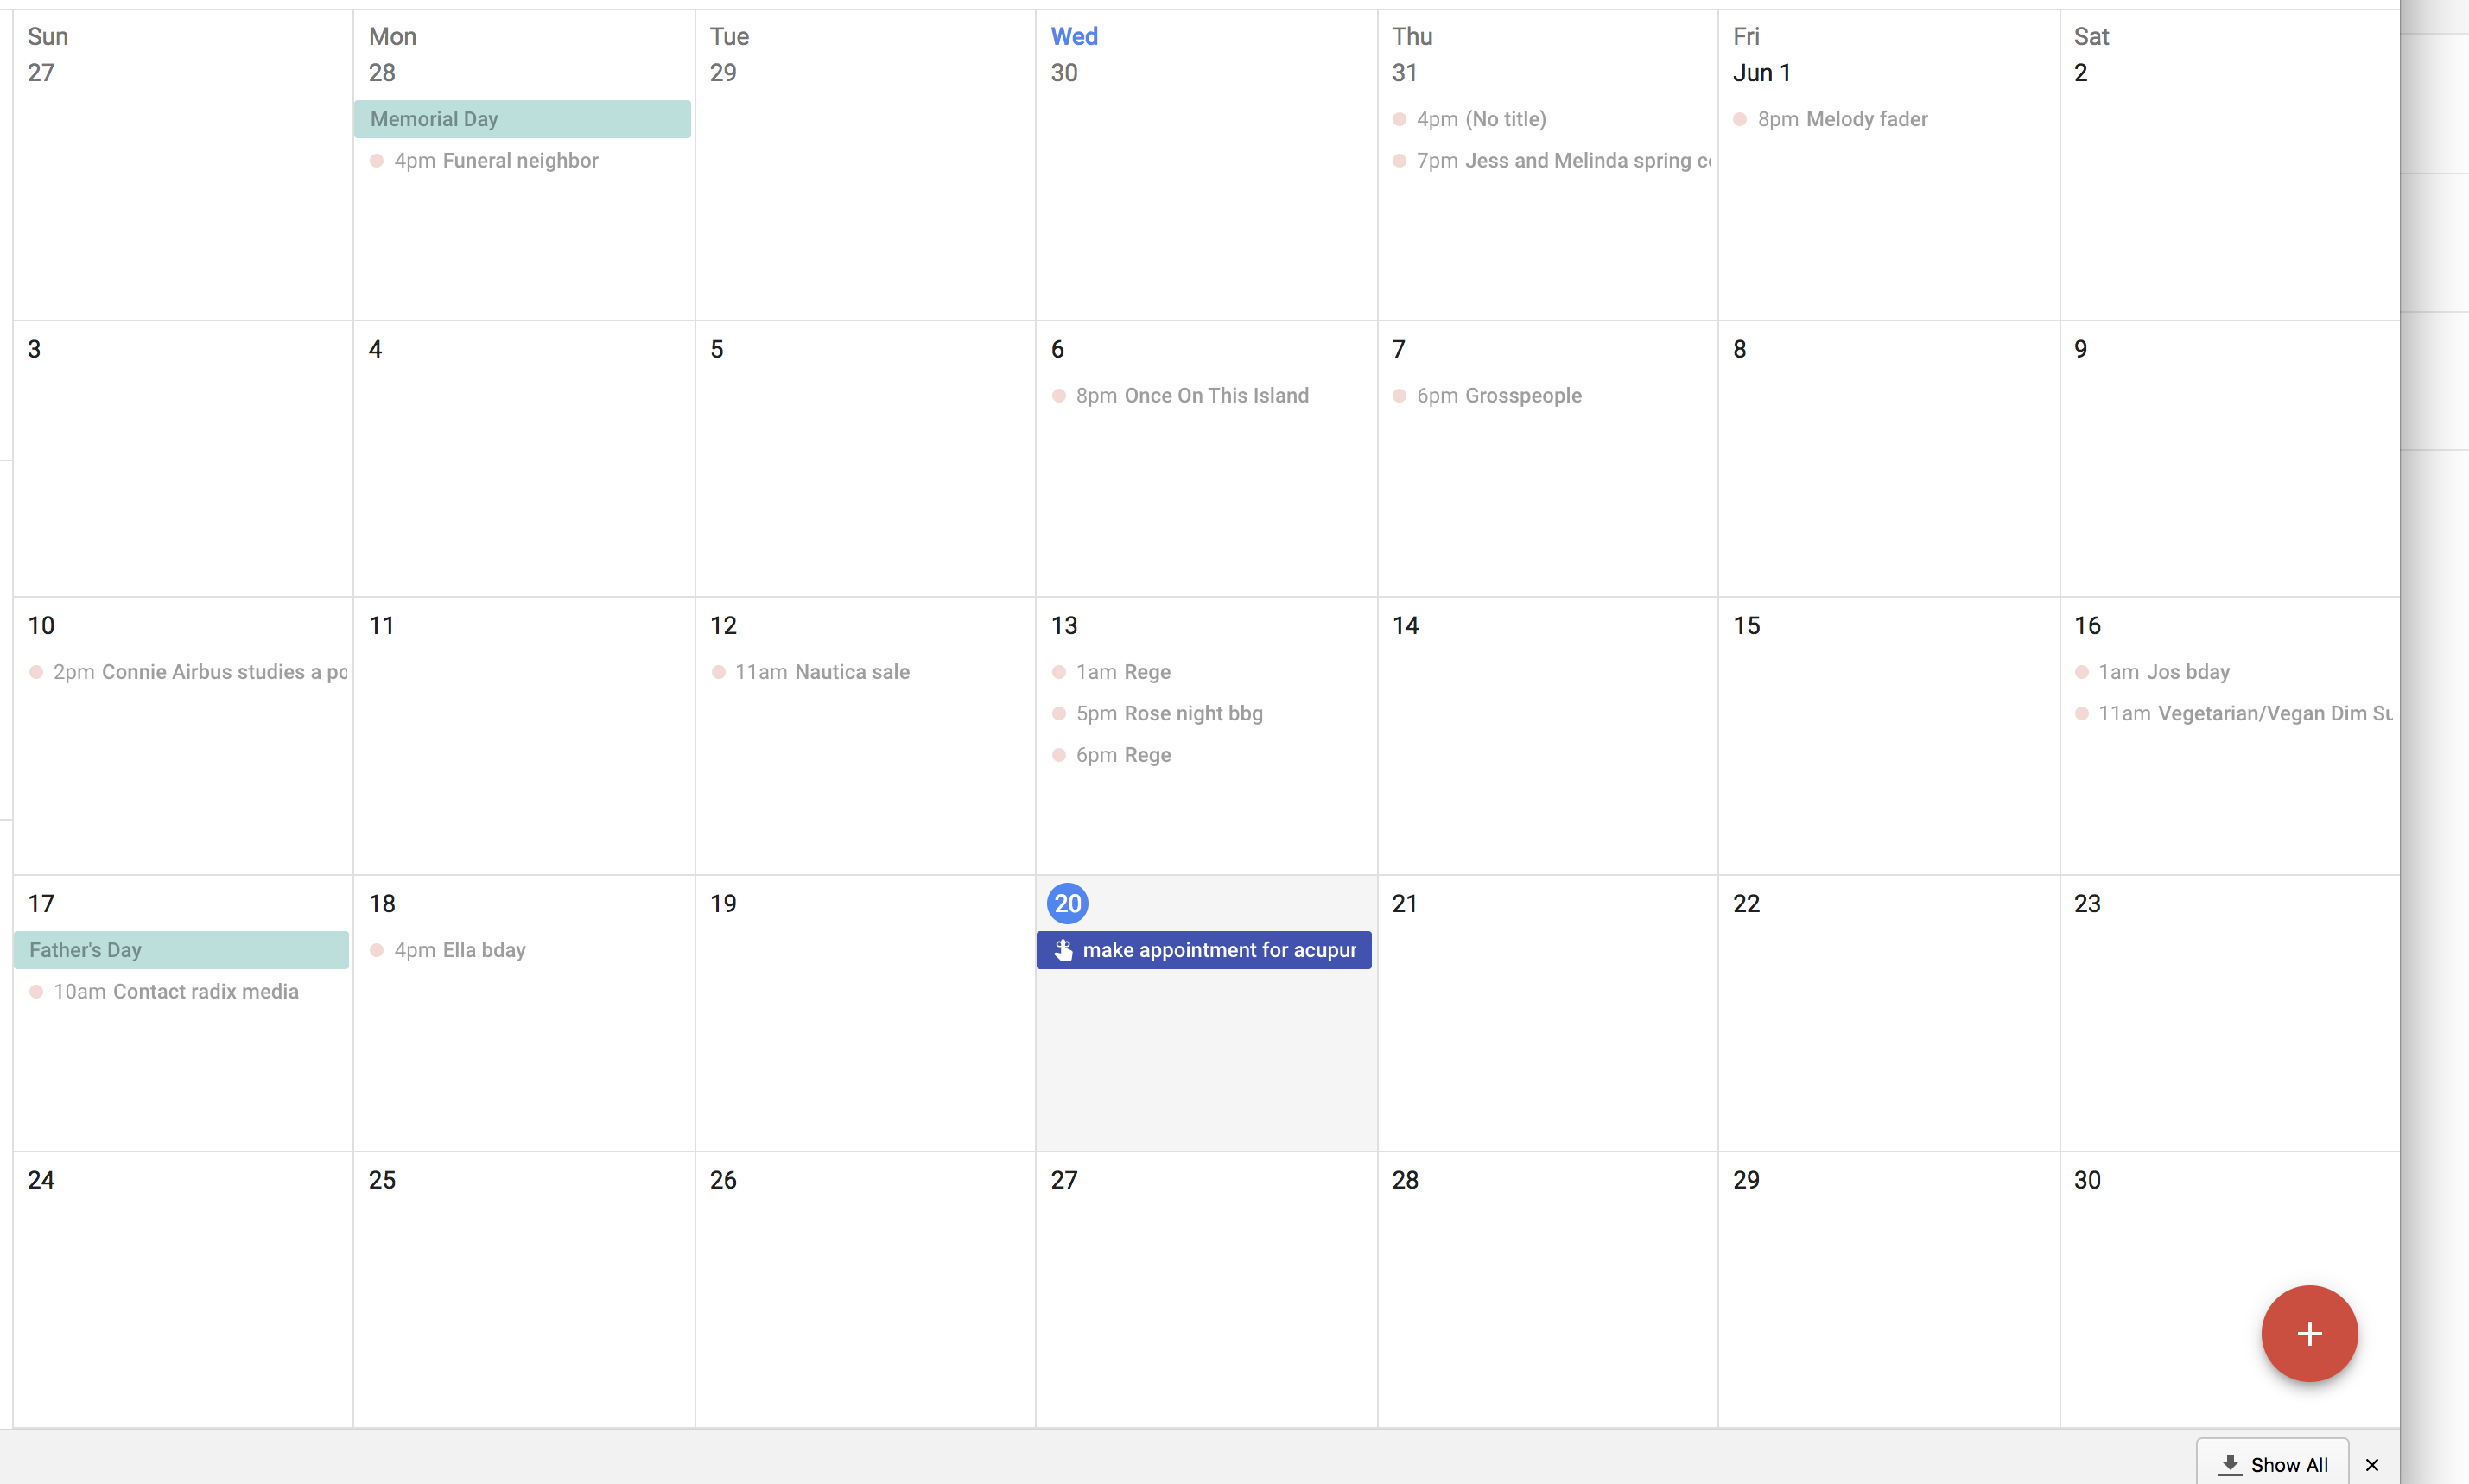 Sun Mon Tue Wed Thu Fri Sat
27 28 29 30 31 Jun 1 2
Memorial Day
4pm Funeral neighbor
4pm (No title)
7pm Jess and Melinda spring
8pm Melody fader
3 4 5 6 7 8 9
8pm Once On This Island
6pm Grosspeople
10 11 12 13 14 15 16
2pm Connie Airbus studies a
11am Nautica sale
1am Rege
5pm Rose night bbg
6pm Rege
1am Jos bday
11am Vegetarian/Vegan Dim
17 18 19 20 21 22 23
Father's Day
10am Contact radix media
4pm Ella bday
make appointment for
24 25 26 27 28 29 30
+
Show All ×